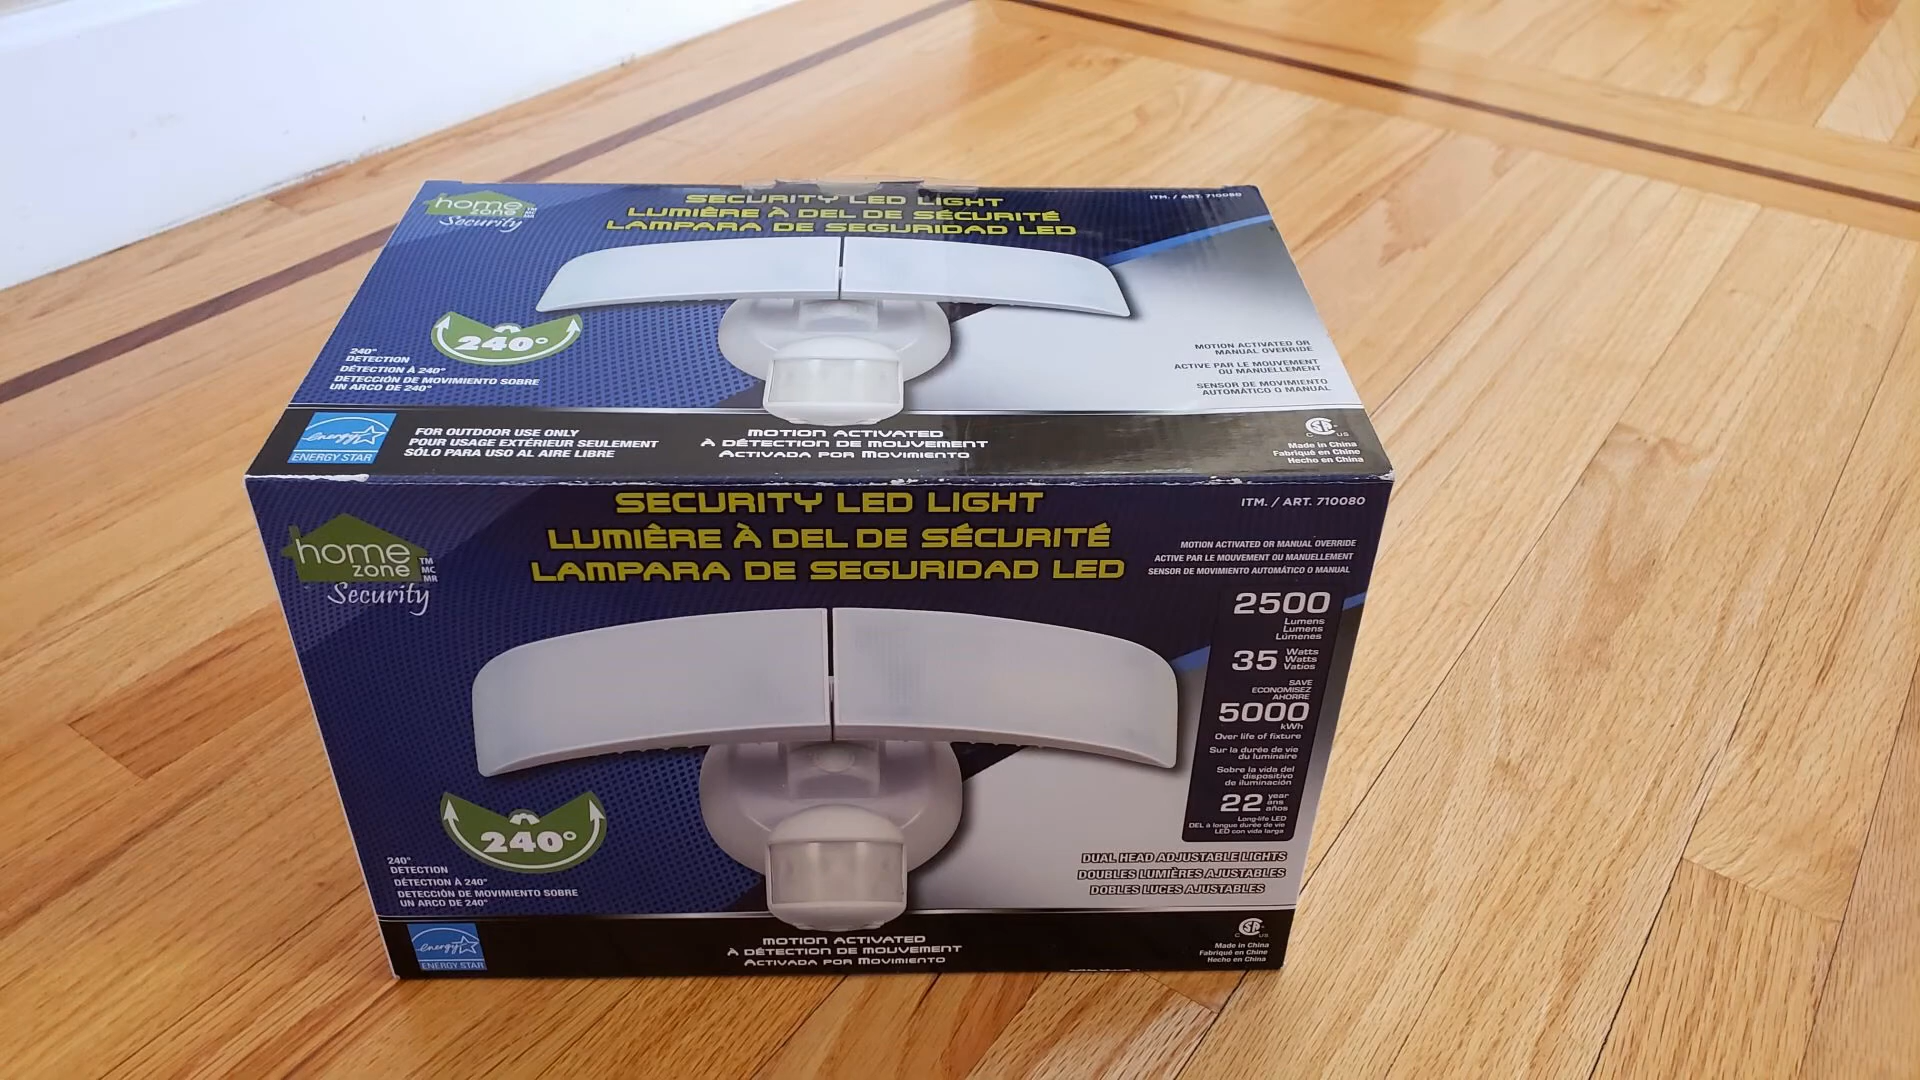 home
zone
TM
MC
MR
Security
SECURITY LED LIGHT
LUMIÈRE À DEL DE SÉCURITÉ
LAMPARA DE SEGURIDAD LED
ITM. / ART. 710080
240°
240°
DETECTION
DÉTECTION À 240°
DETECCIÓN DE MOVIMIENTO SOBRE
UN ARCO DE 240°
MOTION ACTIVATED OR
MANUAL OVERRIDE
ACTIVE PAR LE MOUVEMENT
OU MANUELLEMENT
SENSOR DE MOVIMIENTO
AUTOMÁTICO O MANUAL
energy
ENERGY STAR
FOR OUTDOOR USE ONLY
POUR USAGE EXTÉRIEUR SEULEMENT
SÓLO PARA USO AL AIRE LIBRE
MOTION ACTIVATED
À DÉTECTION DE MOUVEMENT
ACTIVADA POR MOVIMIENTO
C US
Made in China
Fabriqué en Chine
Hecho en China
SECURITY LED LIGHT
LUMIÈRE À DEL DE SÉCURITÉ
LAMPARA DE SEGURIDAD LED
ITM. / ART. 710080
home
zone
TM
MC
MR
Security
MOTION ACTIVATED OR MANUAL OVERRIDE
ACTIVE PAR LE MOUVEMENT OU MANUELLEMENT
SENSOR DE MOVIMIENTO AUTOMÁTICO O MANUAL
2500
Lumens
Lumens
Lúmenes
35 Watts
Watts
Vatios
SAVE
ECONOMISEZ
AHORRE
5000
kWh
Over life of fixture
Sur la durée de vie
du luminaire
Sobre la vida del
dispositivo
de iluminación
22 year
ans
años
Long-life LED
DEL à longue durée de vie
LED con vida larga
240°
240°
DETECTION
DÉTECTION À 240°
DETECCIÓN DE MOVIMIENTO SOBRE
UN ARCO DE 240°
DUAL HEAD ADJUSTABLE LIGHTS
DOUBLES LUMIÈRES AJUSTABLES
DOBLES LUCES AJUSTABLES
energy
ENERGY STAR
MOTION ACTIVATED
À DÉTECTION DE MOUVEMENT
ACTIVADA POR MOVIMIENTO
C US
Made in China
Fabriqué en Chine
Hecho en China